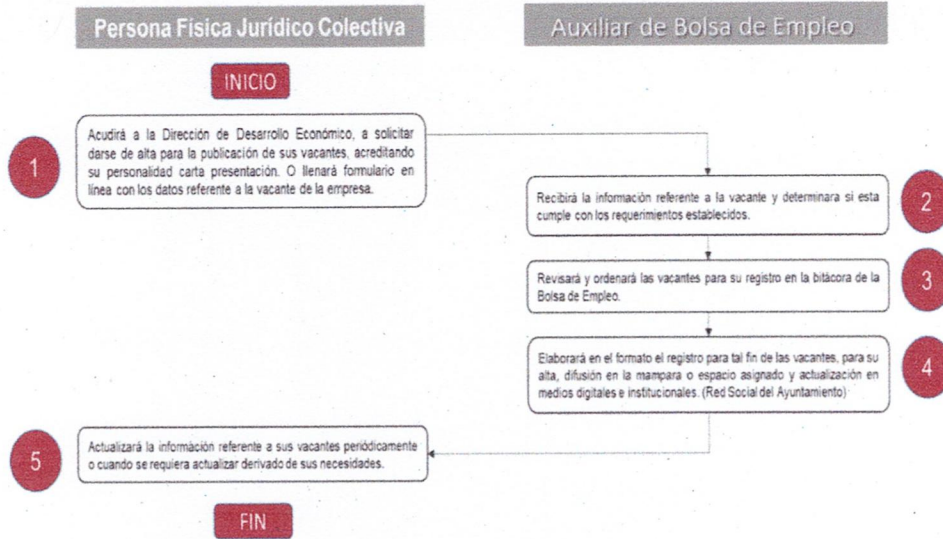 Persona Física Jurídico Colectiva
Auxiliar de Bolsa de Empleo
INICIO
1
Acudirá a la Dirección de Desarrollo Económico, a solicitar
darse de alta para la publicación de sus vacantes, acreditando
su personalidad carta presentación. O llenará formulario en
línea con los datos referente a la vacante de la empresa.
2
Recibirá la información referente a la vacante y determinara si esta
cumple con los requerimientos establecidos.
3
Revisará y ordenará las vacantes para su registro en la bitácora de la
Bolsa de Empleo.
4
Elaborará en el formato el registro para tal fin de las vacantes, para su
alta, difusión en la mampara o espacio asignado y actualización en
medios digitales e institucionales. (Red Social del Ayuntamiento)
5
Actualizará la información referente a sus vacantes periódicamente
o cuando se requiera actualizar derivado de sus necesidades.
FIN